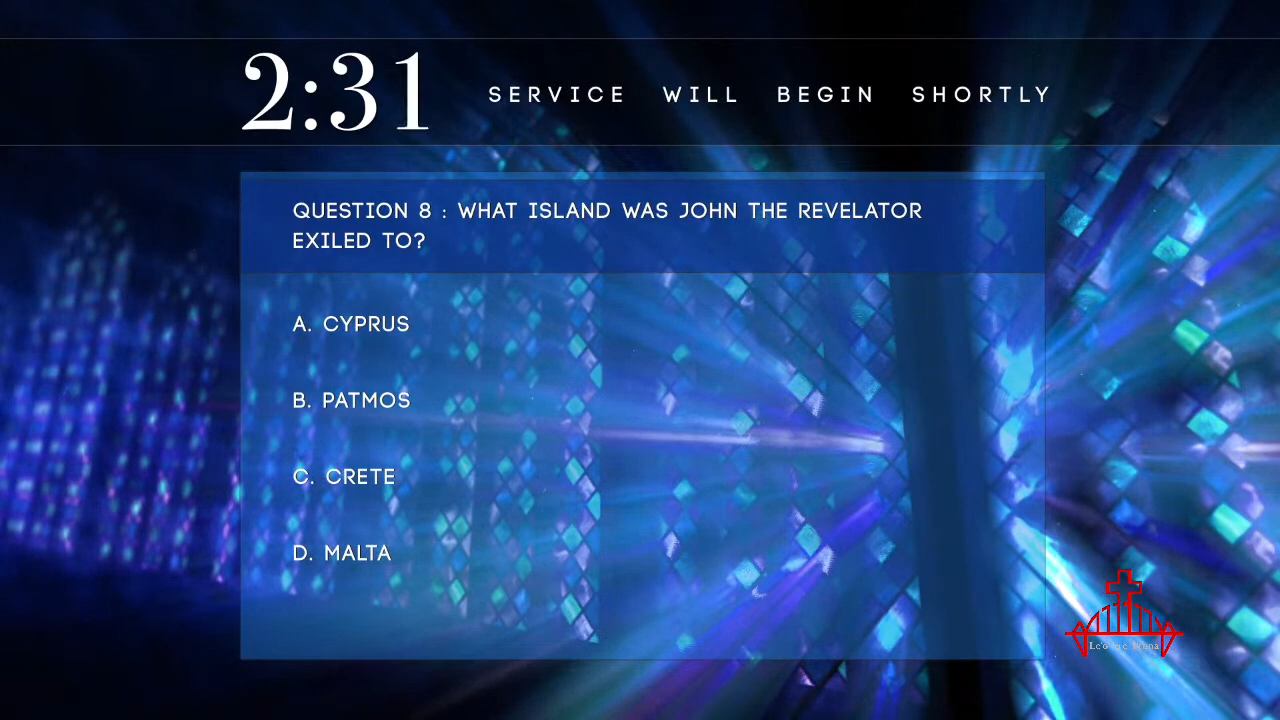 2:31
SERVICE WILL BEGIN SHORTLY
QUESTION 8 : WHAT ISLAND WAS JOHN THE REVELATOR
EXILED TO?
A. CYPRUS
B. PATMOS
C. CRETE
D. MALTA